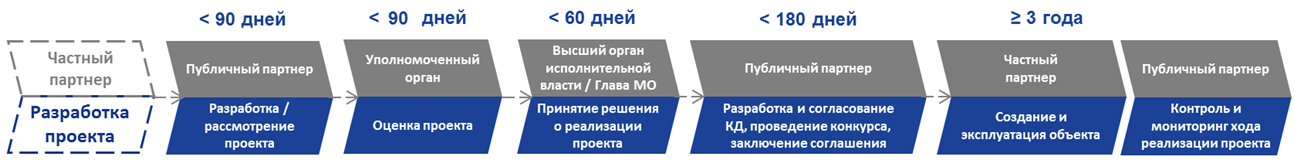 < 90 дней
< 90 дней
< 60 дней
< 180 дней
≥ 3 года
Частный
партнер
Разработка
проекта
Публичный партнер
Разработка /
рассмотрение
проекта
Уполномоченный
орган
Оценка проекта
Высший орган
исполнительной
власти / Глава МО
Принятие решения
о реализации
проекта
Публичный партнер
Разработка и согласование
КД, проведение конкурса,
заключение соглашения
Частный
партнер
Создание и
эксплуатация объекта
Публичный партнер
Контроль и
мониторинг хода
реализации проекта